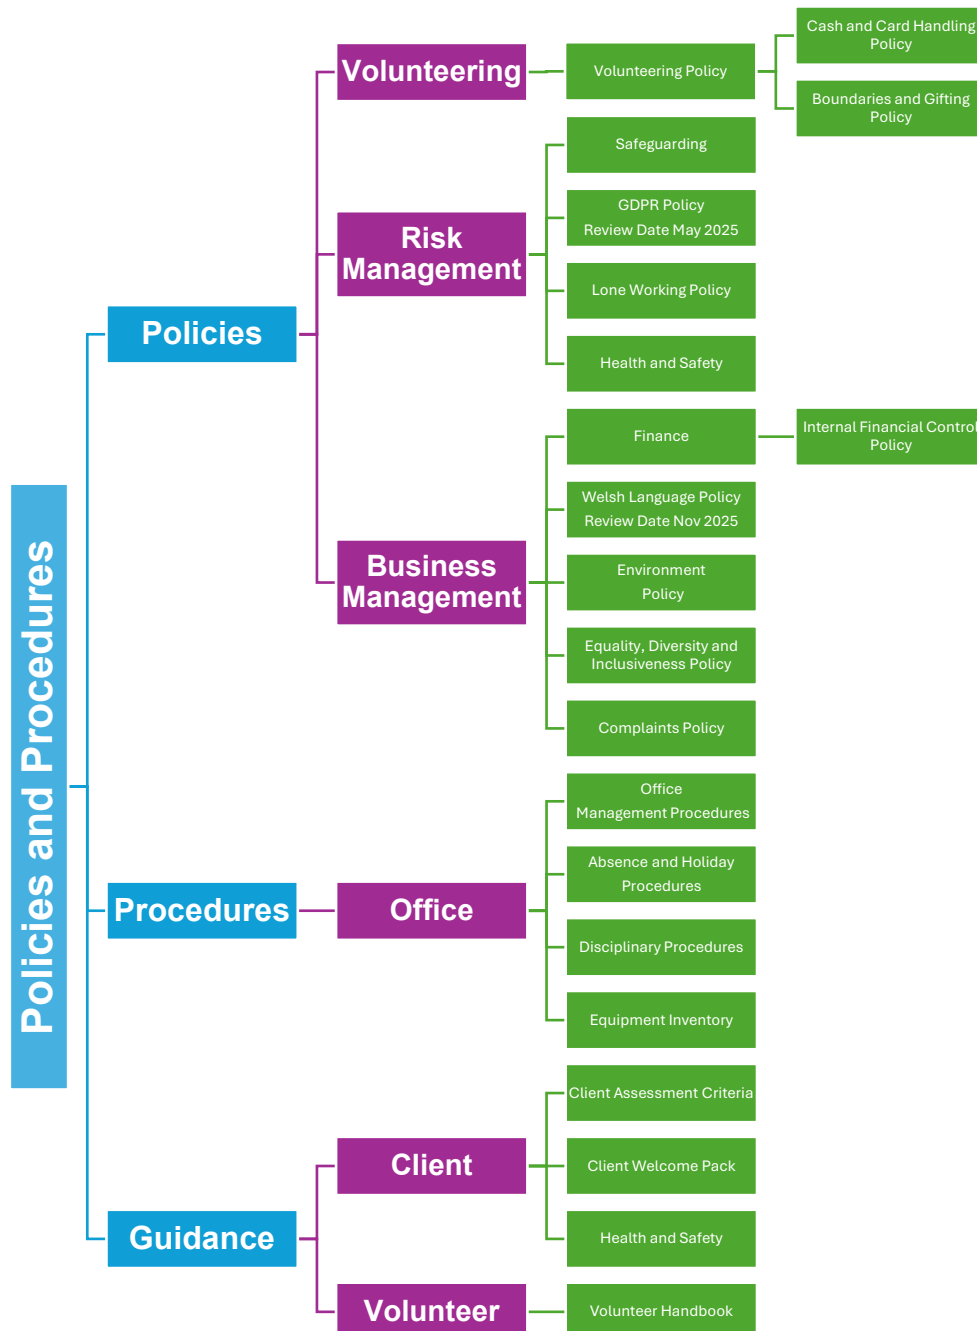 Policies and Procedures
Policies
Volunteering
Volunteering Policy
Cash and Card Handling
Policy
Boundaries and Gifting
Policy
Risk
Management
Safeguarding
GDPR Policy
Review Date May 2025
Lone Working Policy
Health and Safety
Business
Management
Finance
Internal Financial Control
Policy
Welsh Language Policy
Review Date Nov 2025
Environment
Policy
Equality, Diversity and
Inclusiveness Policy
Complaints Policy
Procedures
Office
Office
Management Procedures
Absence and Holiday
Procedures
Disciplinary Procedures
Equipment Inventory
Guidance
Client
Client Assessment Criteria
Client Welcome Pack
Health and Safety
Volunteer
Volunteer Handbook